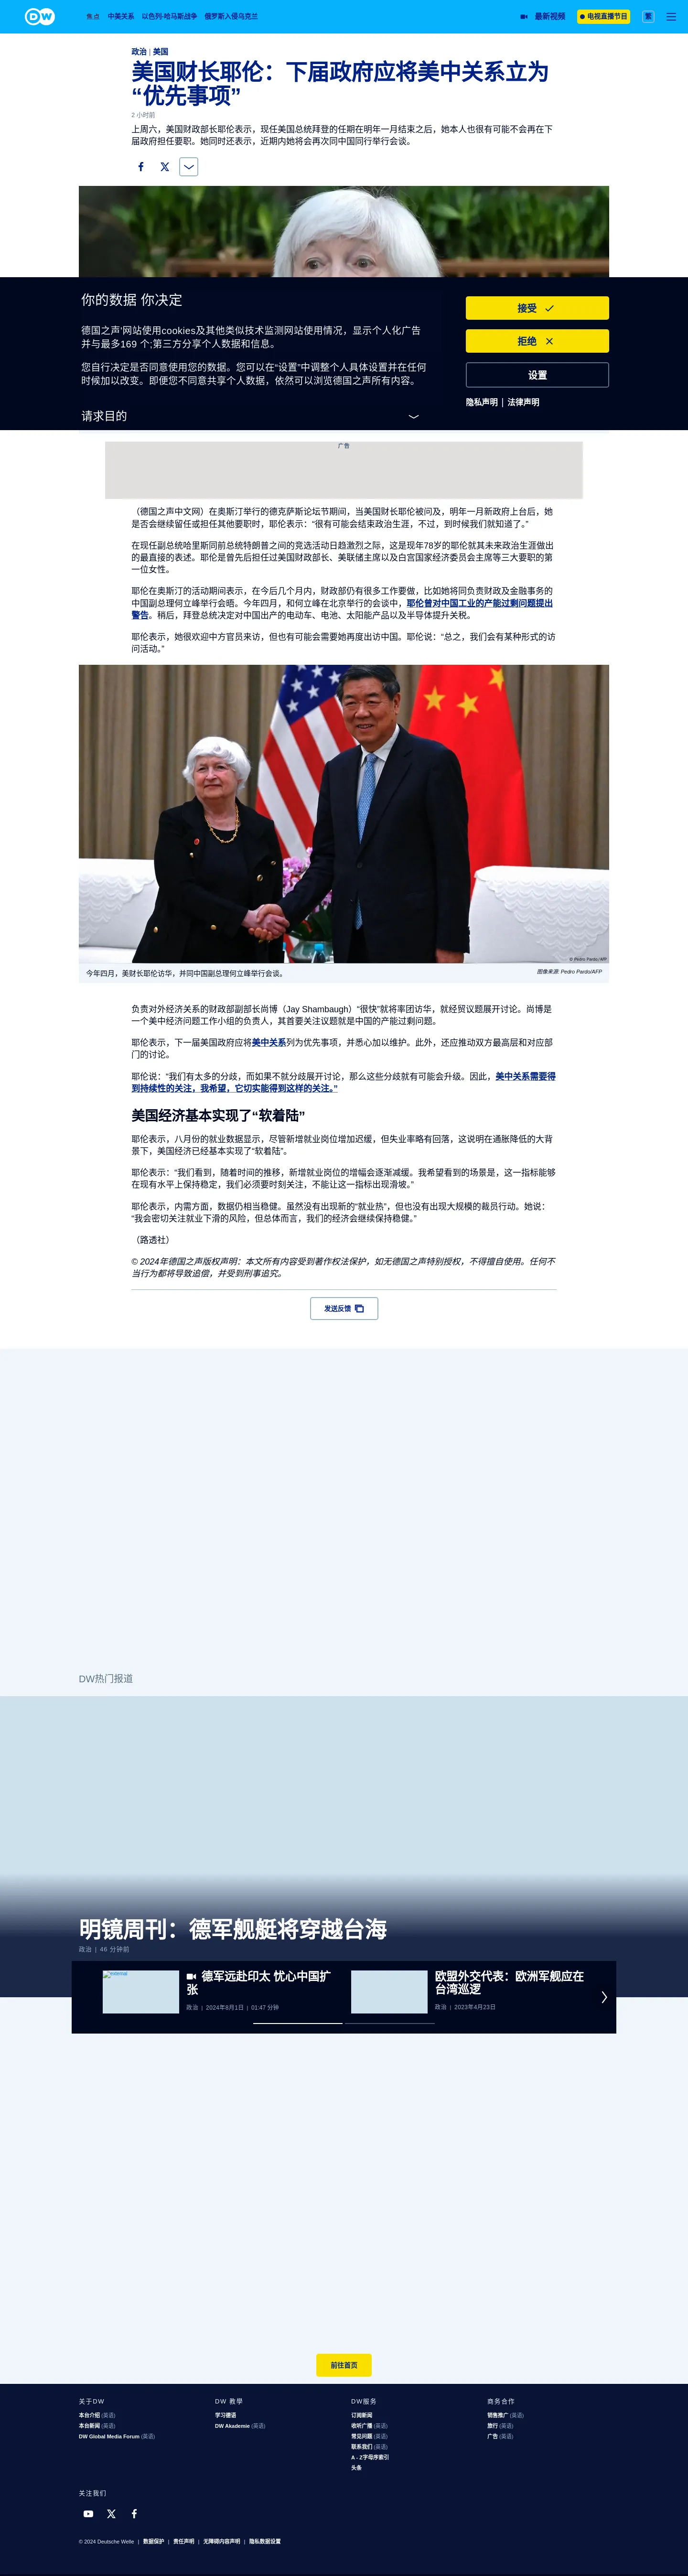 DW
焦点 中美关系 以色列-哈马斯战争 俄罗斯入侵乌克兰 最新视频 电视直播节目 繁
政治 | 美国
美国财长耶伦：下届政府应将美中关系立为
“优先事项”
2 小时前
上周六，美国财政部长耶伦表示，现任美国总统拜登的任期在明年一月结束之后，她本人也很有可能不会再在下
届政府担任要职。她同时还表示，近期内她将会再次同中国同行举行会谈。
你的数据 你决定
德国之声‘网站使用cookies及其他类似技术监测网站使用情况，显示个人化广告
并与最多169 个;第三方分享个人数据和信息。
您自行决定是否同意使用您的数据。您可以在“设置”中调整个人具体设置并在任何
时候加以改变。即便您不同意共享个人数据，依然可以浏览德国之声所有内容。
请求目的
接受
拒绝
设置
隐私声明 | 法律声明
广告
（德国之声中文网）在奥斯汀举行的德克萨斯论坛节期间，当美国财长耶伦被问及，明年一月新政府上台后，她
是否会继续留任或担任其他要职时，耶伦表示：“很有可能会结束政治生涯，不过，到时候我们就知道了。”
在现任副总统哈里斯同前总统特朗普之间的竞选活动日趋激烈之际，这是现年78岁的耶伦就其未来政治生涯做出
的最直接的表述。耶伦是曾先后担任过美国财政部长、美联储主席以及白宫国家经济委员会主席等三大要职的第
一位女性。
耶伦在奥斯汀的活动期间表示，在今后几个月内，财政部仍有很多工作要做，比如她将同负责财政及金融事务的
中国副总理何立峰举行会晤。今年四月，和何立峰在北京举行的会谈中，耶伦曾对中国工业的产能过剩问题提出
警告。稍后，拜登总统决定对中国出产的电动车、电池、太阳能产品以及半导体提升关税。
耶伦表示，她很欢迎中方官员来访，但也有可能会需要她再度出访中国。耶伦说：“总之，我们会有某种形式的访
问活动。”
© Pedro Pardo/AFP
今年四月，美财长耶伦访华，并同中国副总理何立峰举行会谈。
图像来源: Pedro Pardo/AFP
负责对外经济关系的财政部副部长尚博（Jay Shambaugh）“很快”就将率团访华，就经贸议题展开讨论。尚博是
一个美中经济问题工作小组的负责人，其首要关注议题就是中国的产能过剩问题。
耶伦表示，下一届美国政府应将美中关系列为优先事项，并悉心加以维护。此外，还应推动双方最高层和对应部
门的讨论。
耶伦说：“我们有太多的分歧，而如果不就分歧展开讨论，那么这些分歧就有可能会升级。因此，美中关系需要得
到持续性的关注，我希望，它切实能得到这样的关注。”
美国经济基本实现了“软着陆”
耶伦表示，八月份的就业数据显示，尽管新增就业岗位增加迟缓，但失业率略有回落，这说明在通胀降低的大背
景下，美国经济已经基本实现了“软着陆”。
耶伦表示：“我们看到，随着时间的推移，新增就业岗位的增幅会逐渐减缓。我希望看到的场景是，这一指标能够
在现有水平上保持稳定，我们必须要时刻关注，不能让这一指标出现滑坡。”
耶伦表示，内需方面，数据仍相当稳健。虽然没有出现新的“就业热”，但也没有出现大规模的裁员行动。她说：
“我会密切关注就业下滑的风险，但总体而言，我们的经济会继续保持稳健。”
（路透社）
© 2024年德国之声版权声明：本文所有内容受到著作权法保护，如无德国之声特别授权，不得擅自使用。任何不
当行为都将导致追偿，并受到刑事追究。
发送反馈
DW热门报道
明镜周刊：德军舰艇将穿越台海
政治 | 46 分钟前
德军远赴印太 忧心中国扩
张
政治 | 2024年8月1日 | 01:47 分钟
欧盟外交代表：欧洲军舰应在
台湾巡逻
政治 | 2023年4月23日
前往首页
关于DW
本台介绍 (英语)
本台新闻 (英语)
DW Global Media Forum (英语)
DW 教學
学习德语
DW Akademie (英语)
DW服务
订阅新闻
收听广播 (英语)
常见问题 (英语)
联系我们 (英语)
A - Z字母序索引
头条
商务合作
销售推广 (英语)
旅行 (英语)
广告 (英语)
关注我们
© 2024 Deutsche Welle | 数据保护 | 责任声明 | 无障碍内容声明 | 隐私数据设置